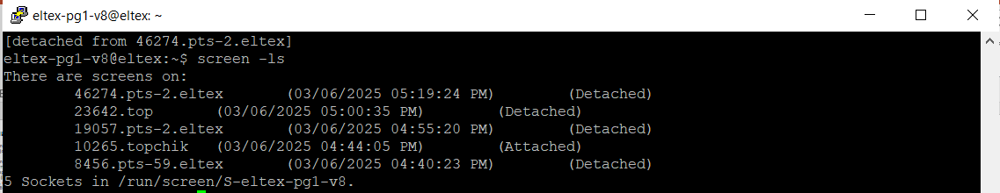 eltex-pg1-v8@eltex: ~
[detached from 46274.pts-2.eltex]
eltex-pg1-v8@eltex:~$ screen -ls
There are screens on:
46274.pts-2.eltex (03/06/2025 05:19:24 PM) (Detached)
23642.top (03/06/2025 05:00:35 PM) (Detached)
19057.pts-2.eltex (03/06/2025 04:55:20 PM) (Detached)
10265.topchik (03/06/2025 04:44:05 PM) (Attached)
8456.pts-59.eltex (03/06/2025 04:40:23 PM) (Detached)
5 Sockets in /run/screen/S-eltex-pg1-v8.